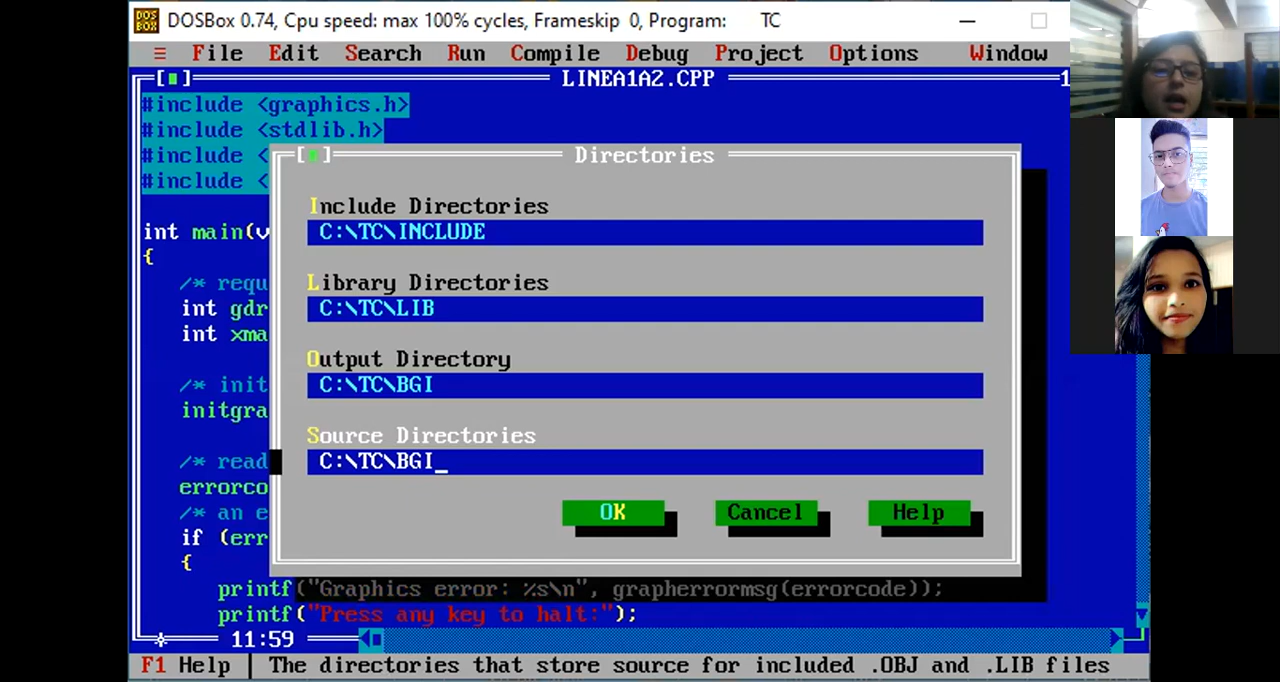 DOSBox 0.74, Cpu speed: max 100% cycles, Frameskip 0, Program: TC
≡ File Edit Search Run Compile Debug Project Options Window
LINEA1A2.CPP 1
#include <graphics.h>
#include <stdlib.h>
#include <
#include <
Directories
Include Directories
C:\TC\INCLUDE
Library Directories
C:\TC\LIB
Output Directory
C:\TC\BGI
Source Directories
C:\TC\BGI_
OK Cancel Help
int main(v
{
/* requ
int gdr
int xma
/* init
initgra
/* read
errorco
/* an e
if (err
{
printf("Graphics error: %s\n", grapherrormsg(errorcode));
printf("Press any key to halt:");
11:59
F1 Help | The directories that store source for included .OBJ and .LIB files